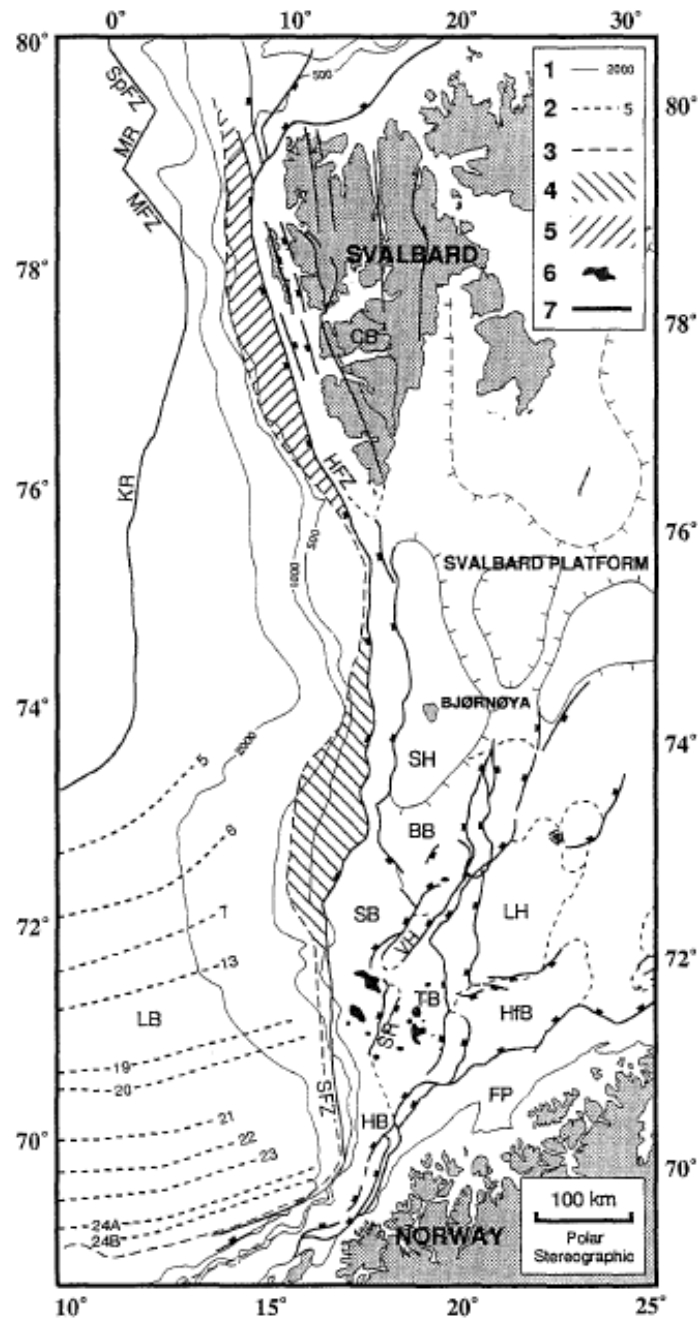 0° 10° 20° 30°
80°
78°
76°
74°
72°
70°
80°
78°
76°
74°
72°
70°
10° 15° 20° 25°
1 2000
2 5
3
4
5
6
7
SpFZ
MR
MFZ
KR
500
SVALBARD
CB
HFZ
500
1000
2000
SVALBARD PLATFORM
BJØRNØYA
SH
BB
SB
VH
LH
TB
SR
HfB
HB
FP
SFZ
LB
5
6
7
13
19
20
21
22
23
24A
24B
NORWAY
100 km
Polar
Stereographic